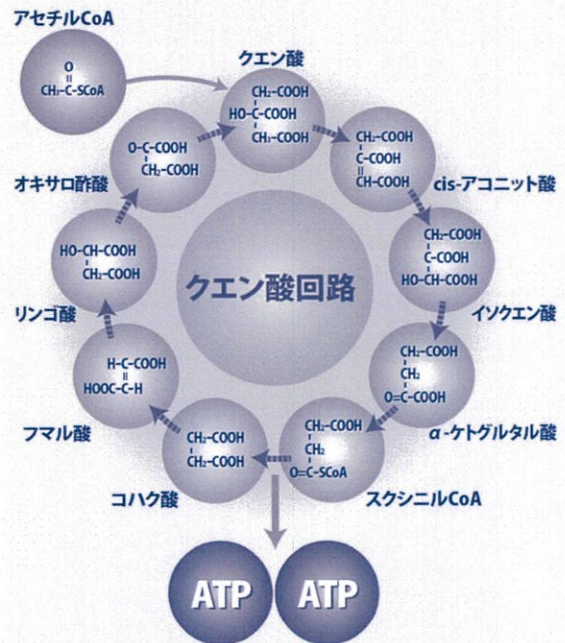 アセチルCoA
O
CH₃-C-SCoA
クエン酸
CH₂-COOH
HO-C-COOH
CH₂-COOH
CH₂-COOH
C-COOH
CH-COOH
cis-アコニット酸
CH₂-COOH
C-COOH
HO-CH-COOH
イソクエン酸
CH₂-COOH
CH₂
O=C-COOH
α-ケトグルタル酸
CH₂-COOH
CH₂
O=C-SCoA
スクシニルCoA
CH₂-COOH
CH₂-COOH
コハク酸
H-C-COOH
HOOC-C-H
フマル酸
HO-CH-COOH
CH₂-COOH
リンゴ酸
O-C-COOH
CH₂-COOH
オキサロ酢酸
クエン酸回路
ATP
ATP